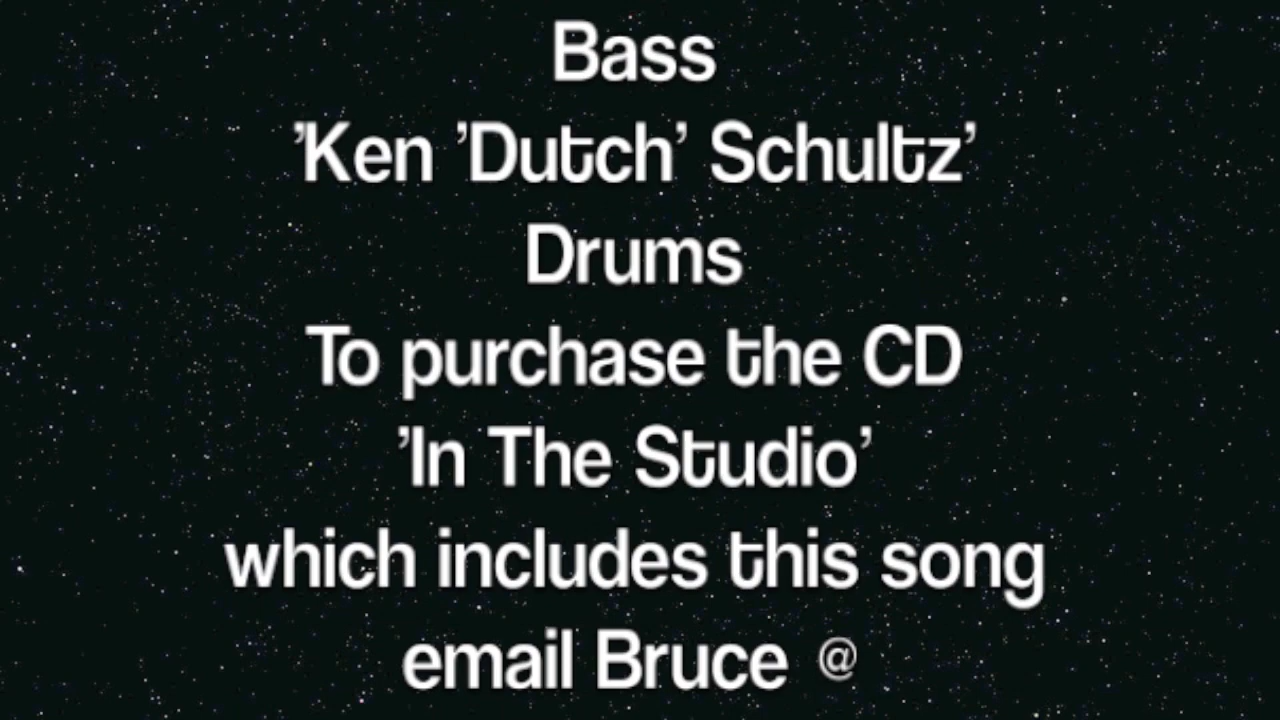 Bass
’Ken ’Dutch’ Schultz’
Drums
To purchase the CD
’In The Studio’
which includes this song
email Bruce @